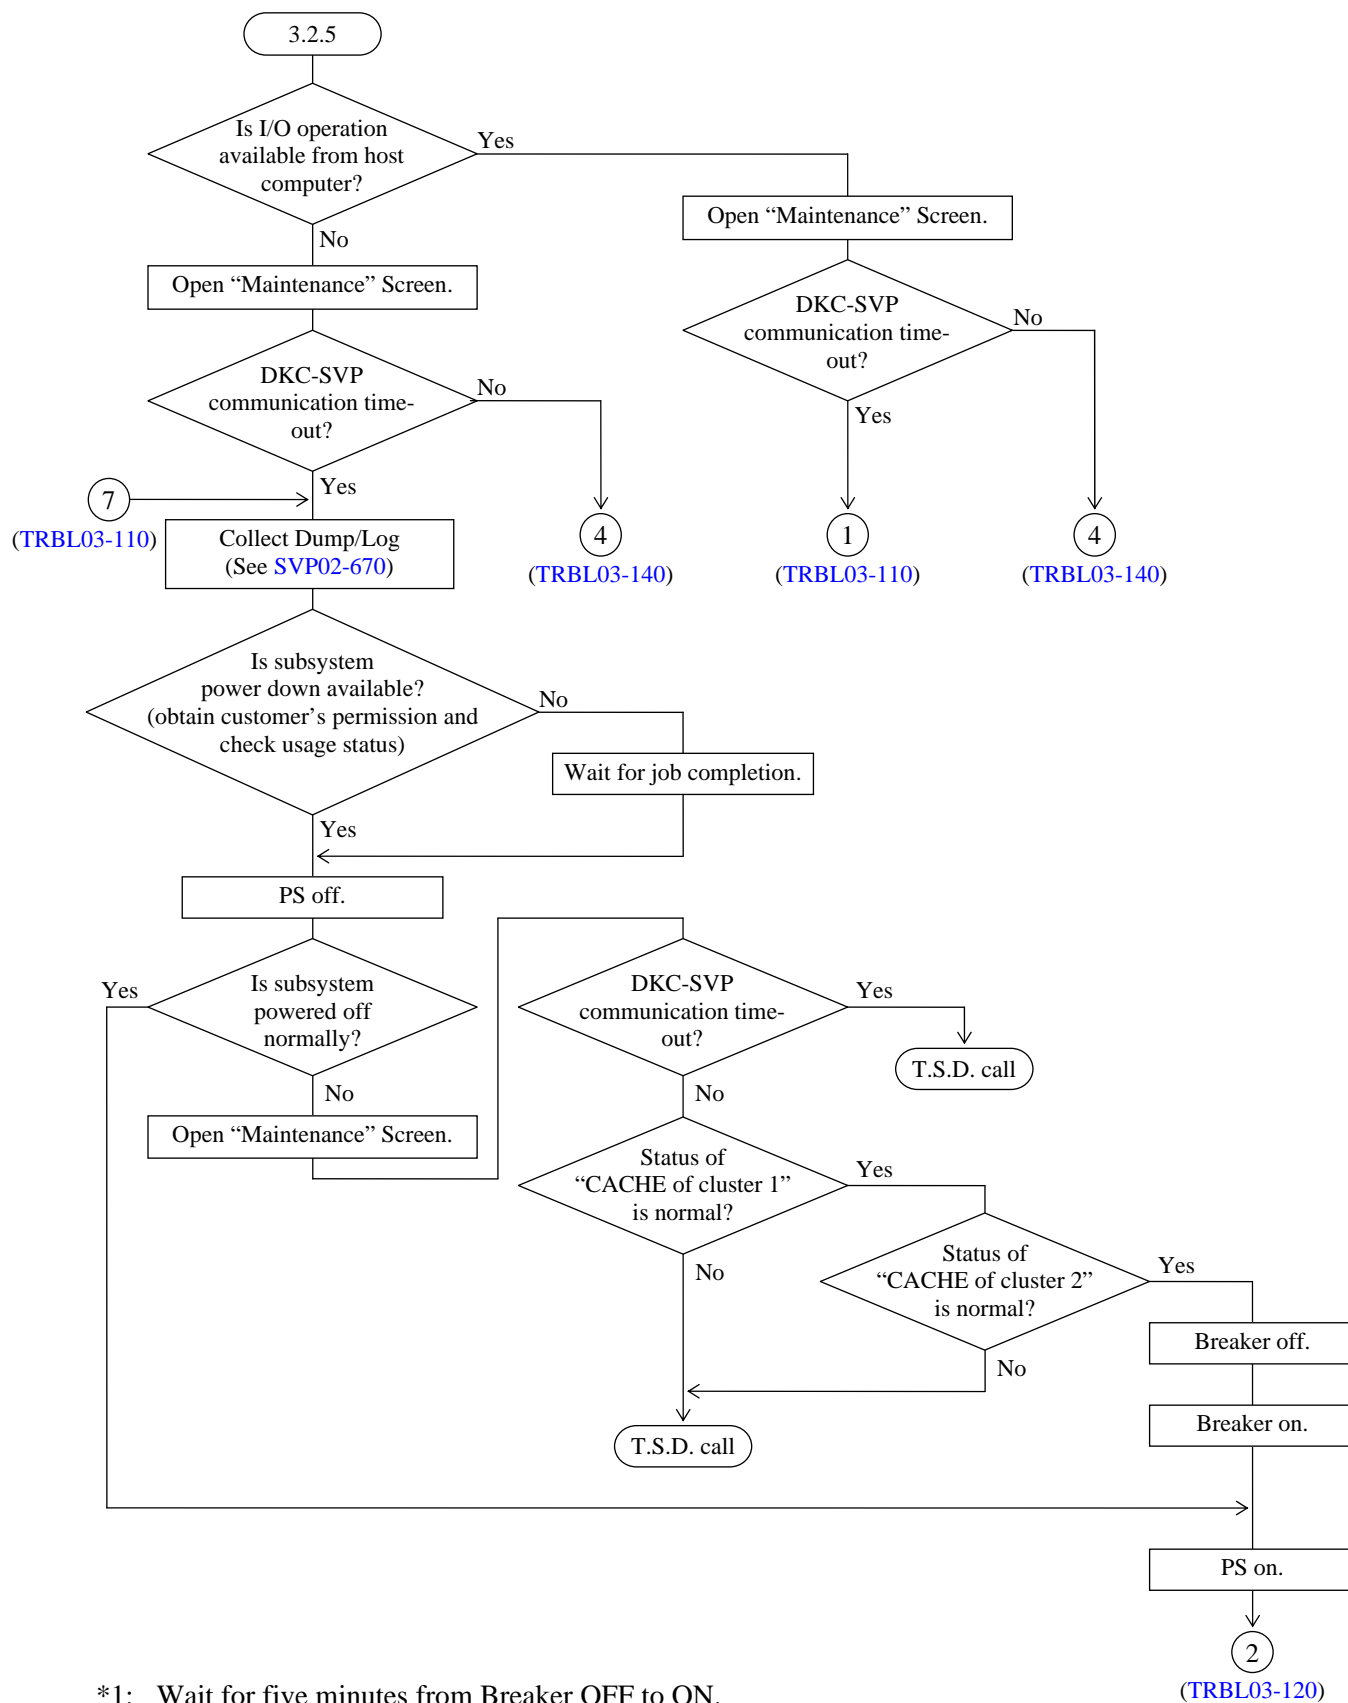 3.2.5
Is I/O operation
available from host
computer?
Yes
No
Open “Maintenance” Screen.
Open “Maintenance” Screen.
DKC-SVP
communication time-
out?
No
Yes
DKC-SVP
communication time-
out?
No
Yes
7
(TRBL03-110)
Collect Dump/Log
(See SVP02-670)
4
(TRBL03-140)
1
(TRBL03-110)
4
(TRBL03-140)
Is subsystem
power down available?
(obtain customer’s permission and
check usage status)
No
Wait for job completion.
Yes
PS off.
Is subsystem
powered off
normally?
Yes
No
Open “Maintenance” Screen.
DKC-SVP
communication time-
out?
Yes
T.S.D. call
No
Status of
“CACHE of cluster 1”
is normal?
Yes
No
Status of
“CACHE of cluster 2”
is normal?
Yes
No
Breaker off.
Breaker on.
T.S.D. call
PS on.
2
(TRBL03-120)
*1: Wait for five minutes from Breaker OFF to ON.